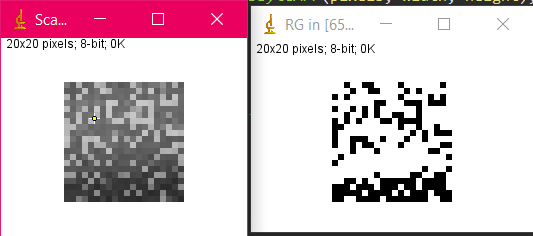 Sca...
20x20 pixels; 8-bit; 0K
RG in [65...
20x20 pixels; 8-bit; 0K